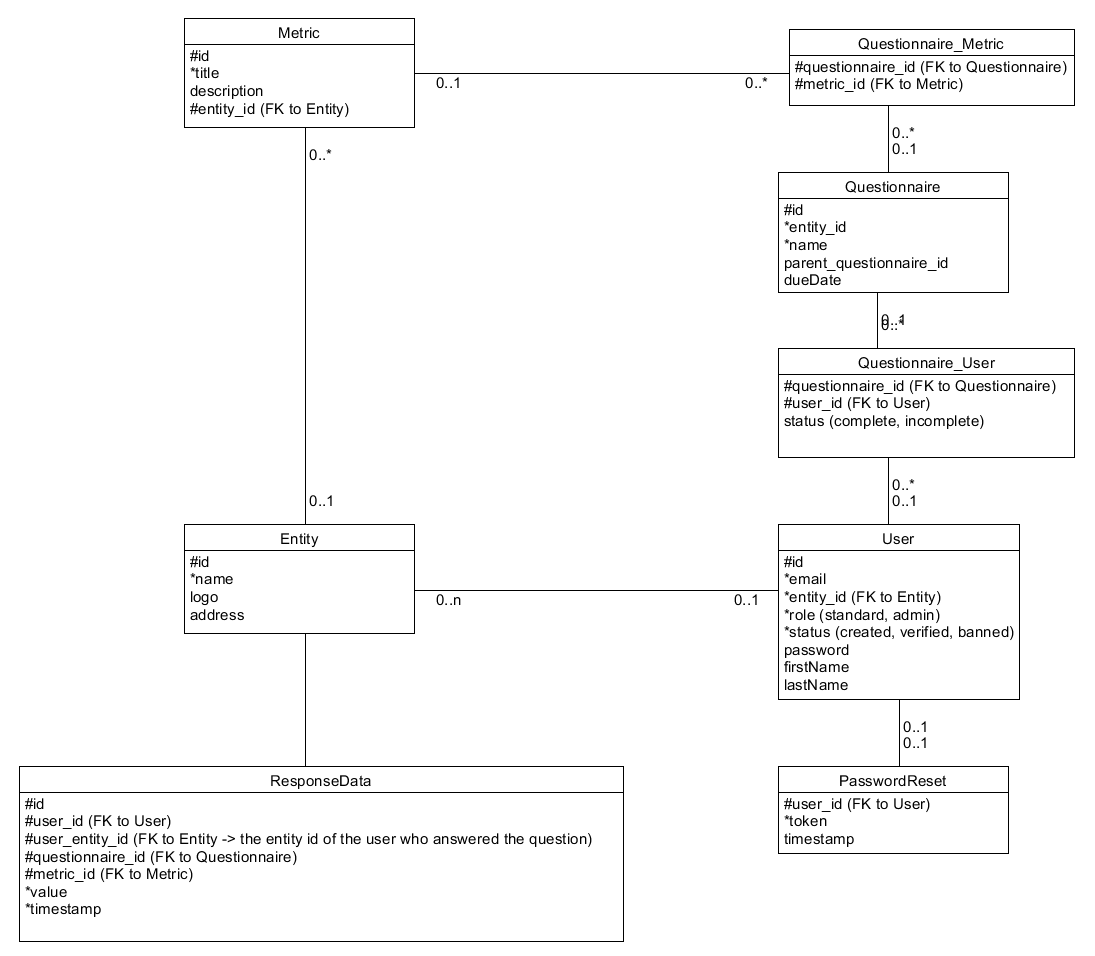 Metric
#id
*title
description
#entity_id (FK to Entity)
0..1
0..*
Questionnaire_Metric
#questionnaire_id (FK to Questionnaire)
#metric_id (FK to Metric)
0..*
0..1
0..*
Questionnaire
#id
*entity_id
*name
parent_questionnaire_id
dueDate
0..1
0..*
Questionnaire_User
#questionnaire_id (FK to Questionnaire)
#user_id (FK to User)
status (complete, incomplete)
0..*
0..1
0..1
Entity
#id
*name
logo
address
0..n
0..1
User
#id
*email
*entity_id (FK to Entity)
*role (standard, admin)
*status (created, verified, banned)
password
firstName
lastName
0..1
0..1
ResponseData
#id
#user_id (FK to User)
#user_entity_id (FK to Entity -> the entity id of the user who answered the question)
#questionnaire_id (FK to Questionnaire)
#metric_id (FK to Metric)
*value
*timestamp
PasswordReset
#user_id (FK to User)
*token
timestamp